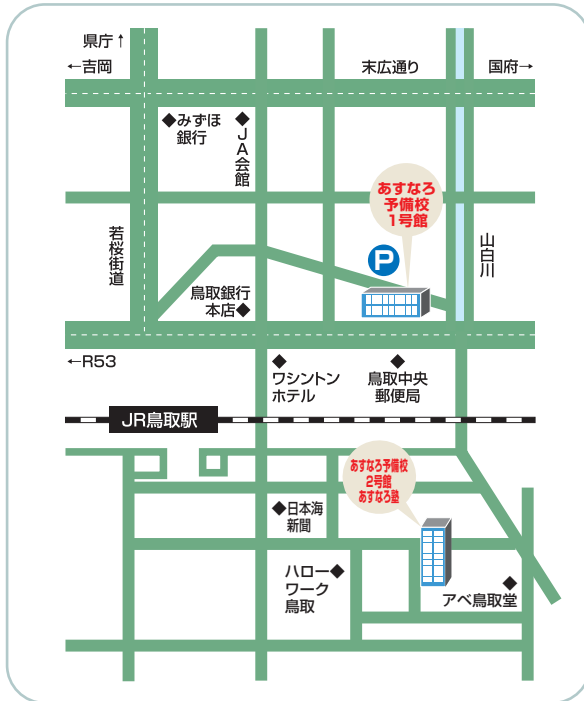 県庁↑
←吉岡
末広通り
国府→
◆みずほ
銀行
◆JA会館
あすなろ
予備校
1号館
若桜街道
P
山白川
鳥取銀行
本店◆
←R53
◆
ワシントン
ホテル
◆
鳥取中央
郵便局
JR鳥取駅
あすなろ予備校
2号館
あすなろ塾
◆日本海
新聞
ハロー◆
ワーク
鳥取
◆
アベ鳥取堂